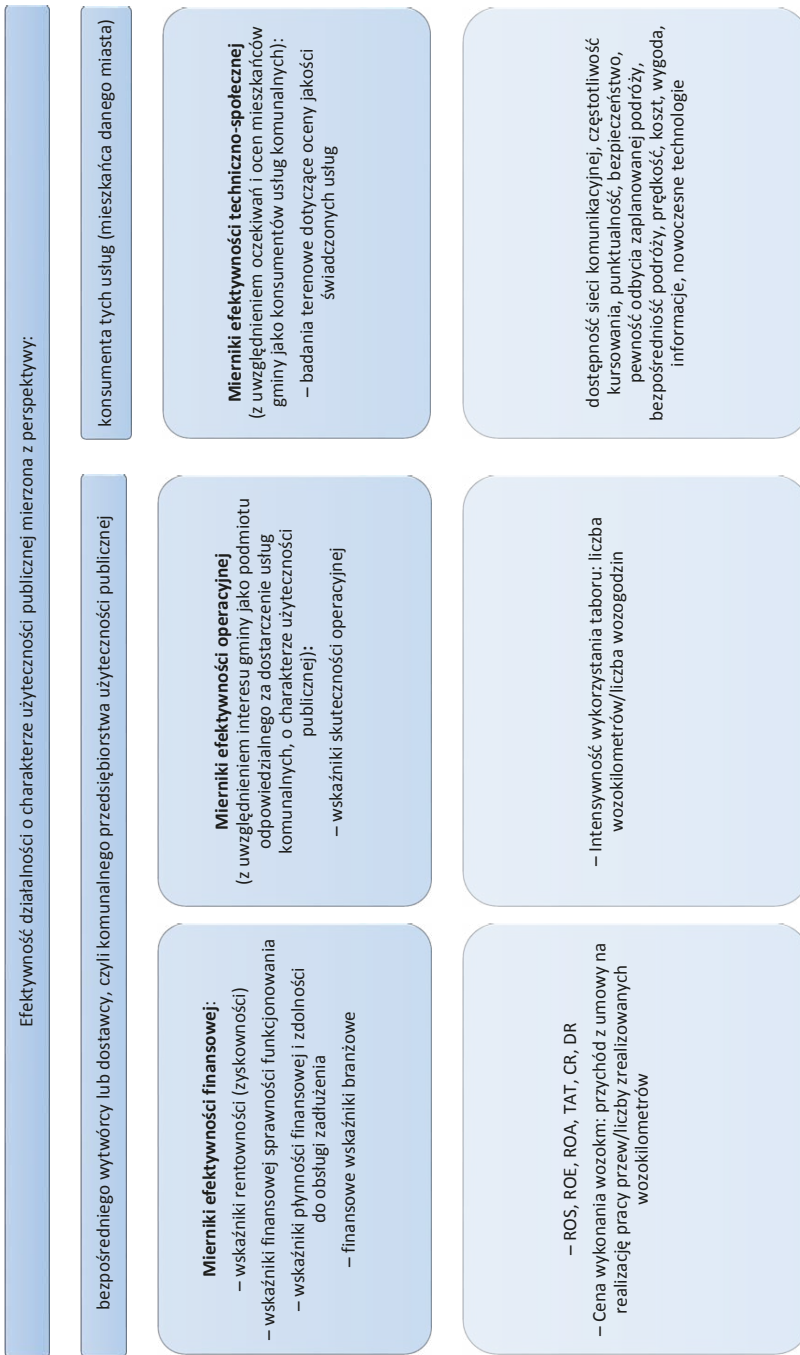 Efektywność działalności o charakterze użyteczności publicznej mierzona z perspektywy:
bezpośredniego wytwórcy lub dostawcy, czyli komunalnego przedsiębiorstwa użyteczności publicznej
konsumenta tych usług (mieszkańca danego miasta)
Mierniki efektywności finansowej:
– wskaźniki rentowności (zyskowności)
– wskaźniki finansowej sprawności funkcjonowania
– wskaźniki płynności finansowej i zdolności
do obsługi zadłużenia
– finansowe wskaźniki branżowe
Mierniki efektywności operacyjnej
(z uwzględnieniem interesu gminy jako podmiotu
odpowiedzialnego za dostarczenie usług
komunalnych, o charakterze użyteczności
publicznej):
– wskaźniki skuteczności operacyjnej
Mierniki efektywności techniczno-społecznej
(z uwzględnieniem oczekiwań i ocen mieszkańców
gminy jako konsumentów usług komunalnych):
– badania terenowe dotyczące oceny jakości
świadczonych usług
– ROS, ROE, ROA, TAT, CR, DR
– Cena wykonania wozokm: przychód z umowy na
realizację pracy przew/liczby zrealizowanych
wozokilometrów
– Intensywność wykorzystania taboru: liczba
wozokilometrów/liczba wozogodzin
dostępność sieci komunikacyjnej, częstotliwość
kursowania, punktualność, bezpieczeństwo,
pewność odbycia zaplanowanej podróży,
bezpośredniość podróży, prędkość, koszt, wygoda,
informacje, nowoczesne technologie